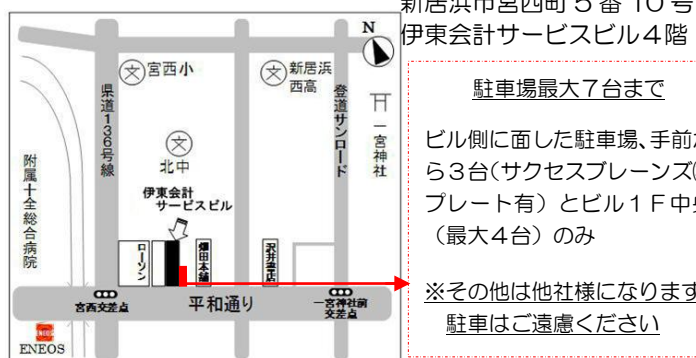 新居浜市宮西町5番10号
伊東会計サービスビル4階
駐車場最大7台まで
ビル側に面した駐車場、手前か
ら3台(サクセスブレーンズ
プレート有)とビル1F中央
(最大4台)のみ
※その他は他社様になります
駐車はご遠慮ください
N
文宮西小
文新居浜
西高
県道136号線
登道サンロード
一宮神社
文
北中
附属十全総合病院
伊東会計
サービスビル
ローソン
畑田本舗
沢井書店
宮西交差点
平和通り
一宮神社前
交差点
ENEOS
ENEOS